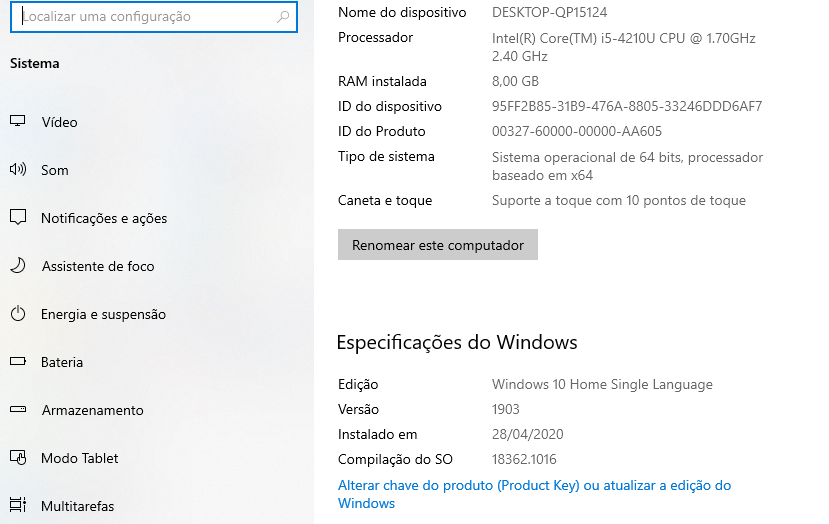 Localizar uma configuração
Sistema
Vídeo
Som
Notificações e ações
Assistente de foco
Energia e suspensão
Bateria
Armazenamento
Modo Tablet
Multitarefas
Nome do dispositivo DESKTOP-QP15124
Processador Intel(R) Core(TM) i5-4210U CPU @ 1.70GHz
2.40 GHz
RAM instalada 8,00 GB
ID do dispositivo 95FF2B85-31B9-476A-8805-33246DDD6AF7
ID do Produto 00327-60000-00000-AA605
Tipo de sistema Sistema operacional de 64 bits, processador
baseado em x64
Caneta e toque Suporte a toque com 10 pontos de toque
Renomear este computador
Especificações do Windows
Edição Windows 10 Home Single Language
Versão 1903
Instalado em 28/04/2020
Compilação do SO 18362.1016
Alterar chave do produto (Product Key) ou atualizar a edição do
Windows